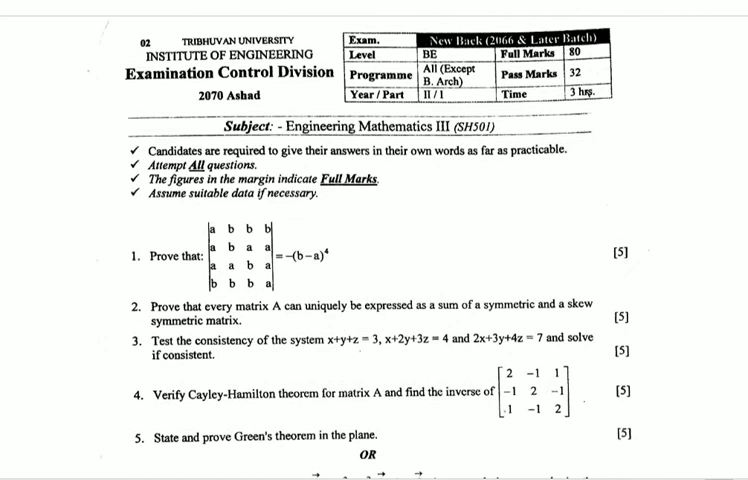 02 TRIBHUVAN UNIVERSITY
INSTITUTE OF ENGINEERING
Examination Control Division
2070 Ashad
Exam. New Back (2066 & Later Batch)
Level BE Full Marks 80
Programme All (Except B. Arch) Pass Marks 32
Year / Part II / I Time 3 hrs.
Subject: - Engineering Mathematics III (SH501)
✓ Candidates are required to give their answers in their own words as far as practicable.
✓ Attempt All questions.
✓ The figures in the margin indicate Full Marks.
✓ Assume suitable data if necessary.
1. Prove that: |a b b b| = –(b – a)⁴ [5]
|a b a a|
|a a b a|
|b b b a|
2. Prove that every matrix A can uniquely be expressed as a sum of a symmetric and a skew
symmetric matrix. [5]
3. Test the consistency of the system x+y+z = 3, x+2y+3z = 4 and 2x+3y+4z = 7 and solve
if consistent. [5]
4. Verify Cayley-Hamilton theorem for matrix A and find the inverse of [5]
[2 −1 1]
[−1 2 −1]
[1 −1 2]
5. State and prove Green's theorem in the plane. [5]
OR